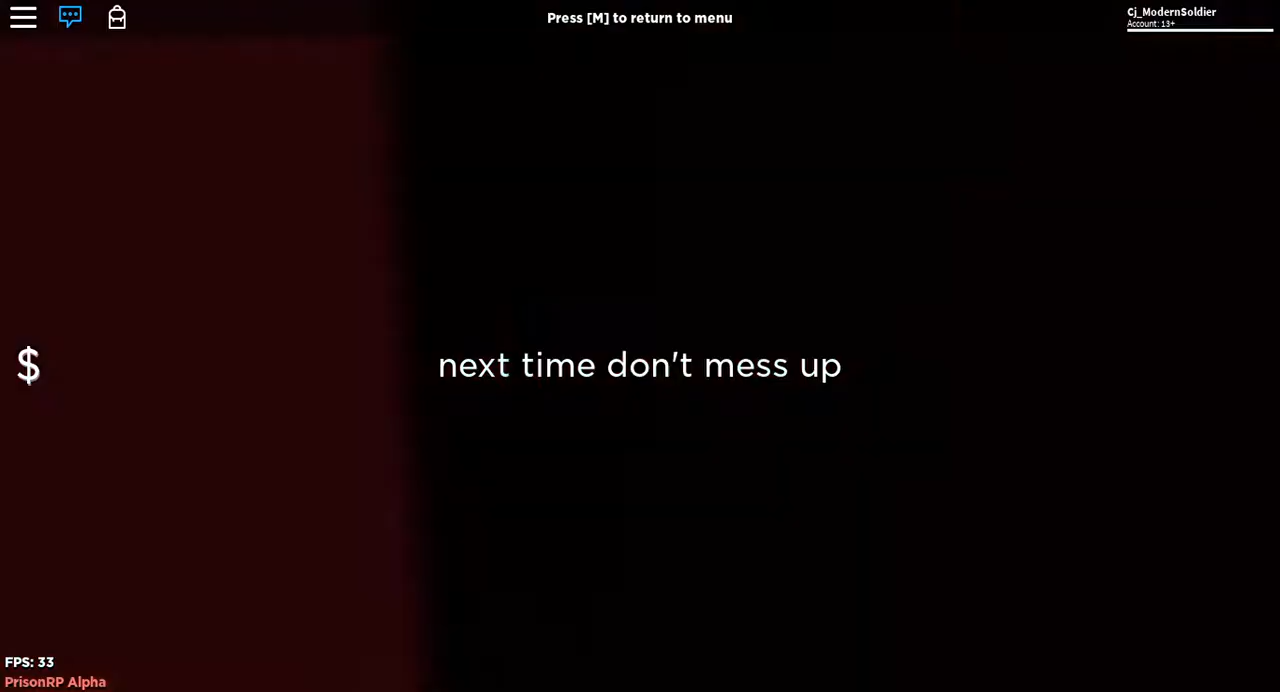 Press [M] to return to menu
Cj_ModernSoldier
Account: 13+
$
next time don't mess up
FPS: 33
PrisonRP Alpha